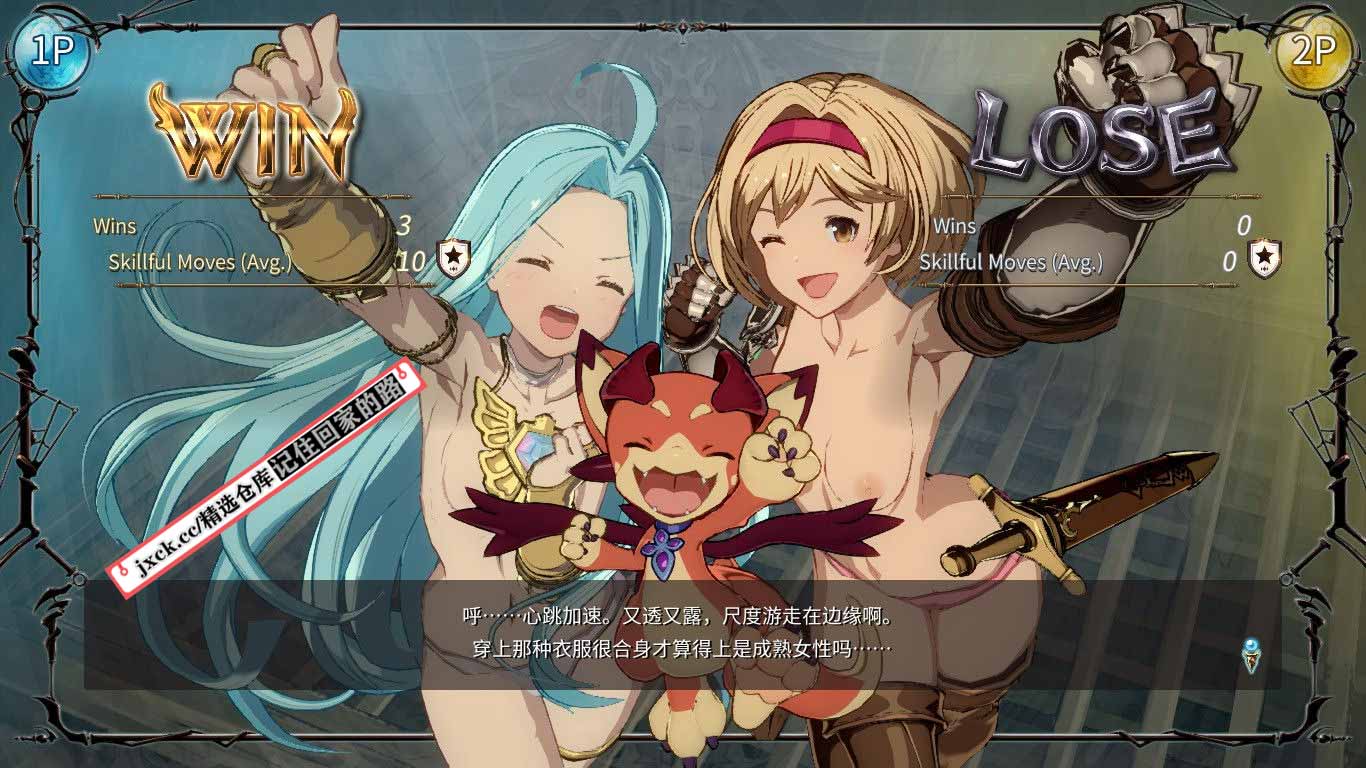 1P
2P
WIN
LOSE
Wins 3
Skillful Moves (Avg.) 10
Wins 0
Skillful Moves (Avg.) 0
jxck.cc/精选仓库记住回家的路
呼……心跳加速。又透又露，尺度游走在边缘啊。
穿上那种衣服很合身才算得上是成熟女性吗……